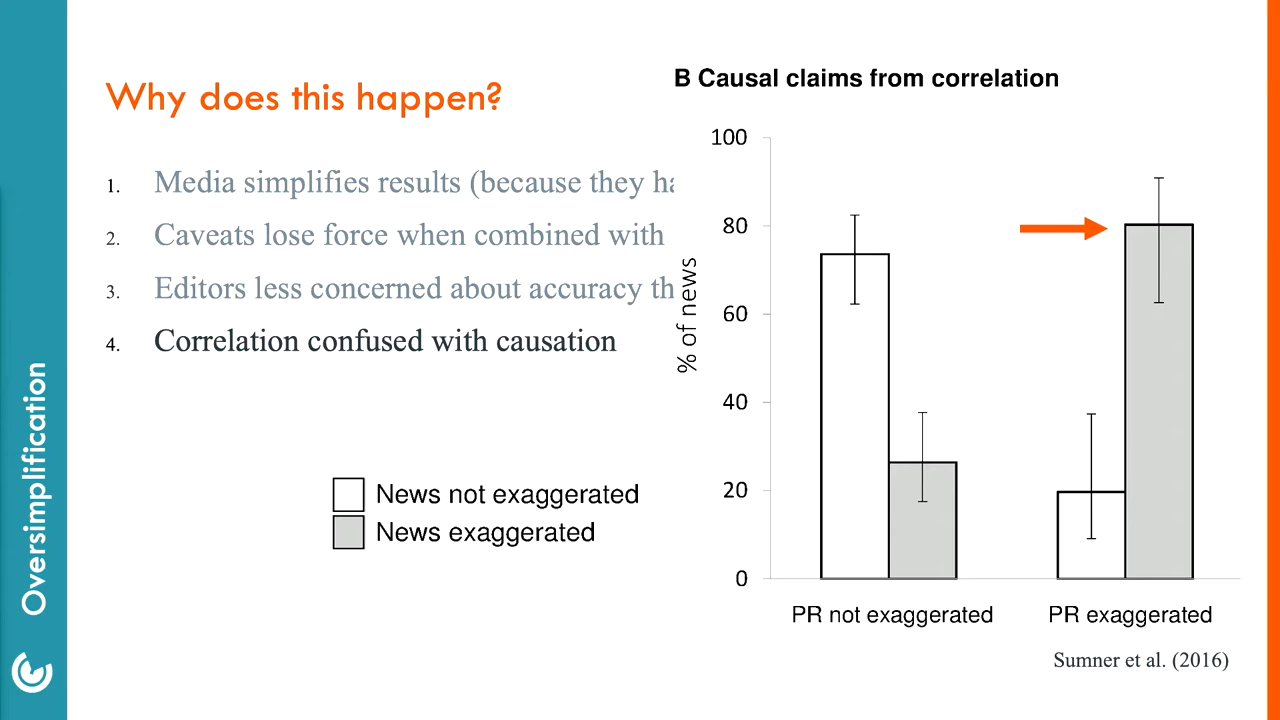 Why does this happen?
1. Media simplifies results (because they ha
2. Caveats lose force when combined with
3. Editors less concerned about accuracy th
4. Correlation confused with causation
Oversimplification
News not exaggerated
News exaggerated
B Causal claims from correlation
% of news
100
80
60
40
20
0
PR not exaggerated
PR exaggerated
Sumner et al. (2016)